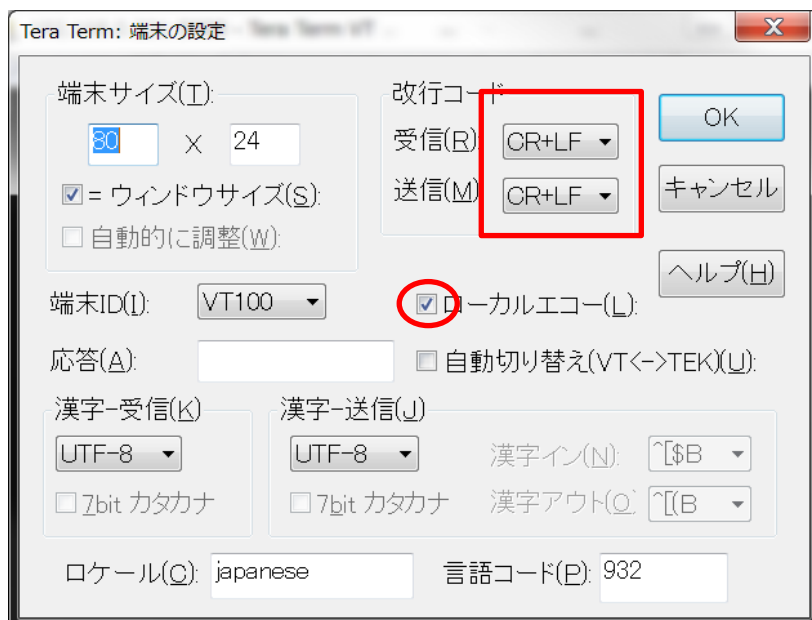 Tera Term: 端末の設定
端末サイズ(T):
80 X 24
= ウィンドウサイズ(S):
自動的に調整(W):
改行コード
受信(R) CR+LF
送信(M) CR+LF
OK
キャンセル
ヘルプ(H)
端末ID(I): VT100
ローカルエコー(L):
応答(A):
自動切り替え(VT<->TEK)(U):
漢字-受信(K)
UTF-8
7bit カタカナ
漢字-送信(J)
UTF-8
7bit カタカナ
漢字イン(N): ^[$B
漢字アウト(O) ^[(B
ロケール(C): japanese
言語コード(P): 932